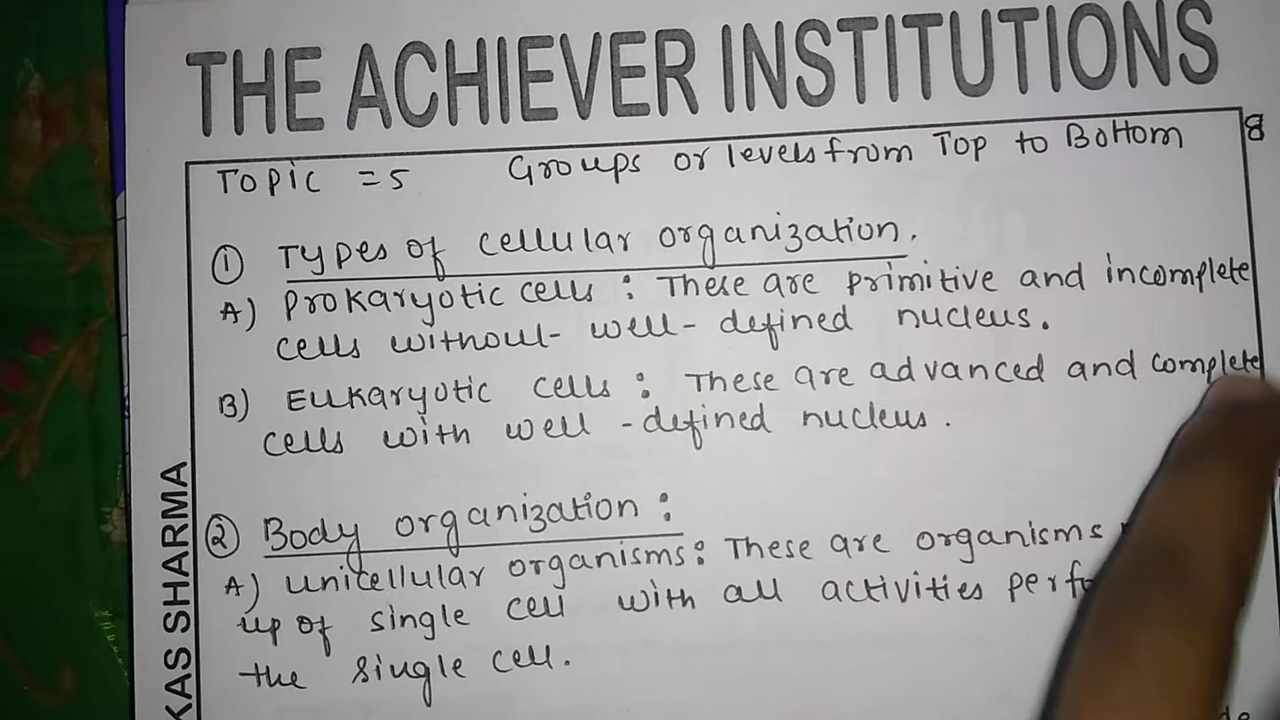 THE ACHIEVER INSTITUTIONS
8
Topic = 5 Groups or levels from Top to Bottom
① Types of cellular organization.
A) Prokaryotic cells : These are primitive and incomplete
cells without- well-defined nucleus.
B) Eukaryotic cells : These are advanced and complete
cells with well -defined nucleus.
② Body organization :
A) unicellular organisms: These are organisms
up of single cell with all activities perfo
the single cell.
KAS SHARMA